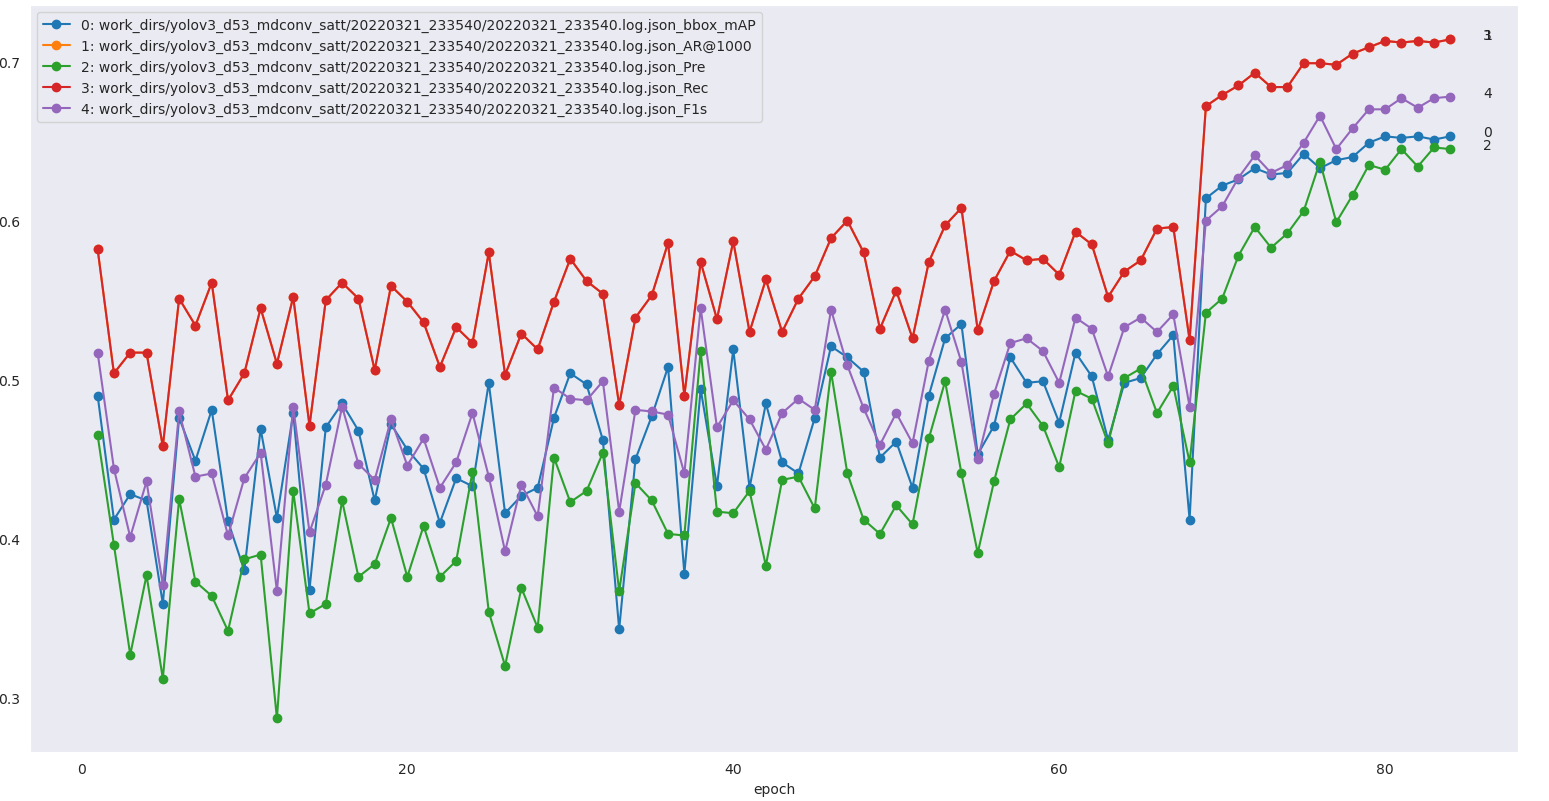 0: work_dirs/yolov3_d53_mdconv_satt/20220321_233540/20220321_233540.log.json_bbox_mAP
1: work_dirs/yolov3_d53_mdconv_satt/20220321_233540/20220321_233540.log.json_AR@1000
2: work_dirs/yolov3_d53_mdconv_satt/20220321_233540/20220321_233540.log.json_Pre
3: work_dirs/yolov3_d53_mdconv_satt/20220321_233540/20220321_233540.log.json_Rec
4: work_dirs/yolov3_d53_mdconv_satt/20220321_233540/20220321_233540.log.json_F1s
0.7
0.6
0.5
0.4
0.3
4
0
2
0 20 40 60 80
epoch